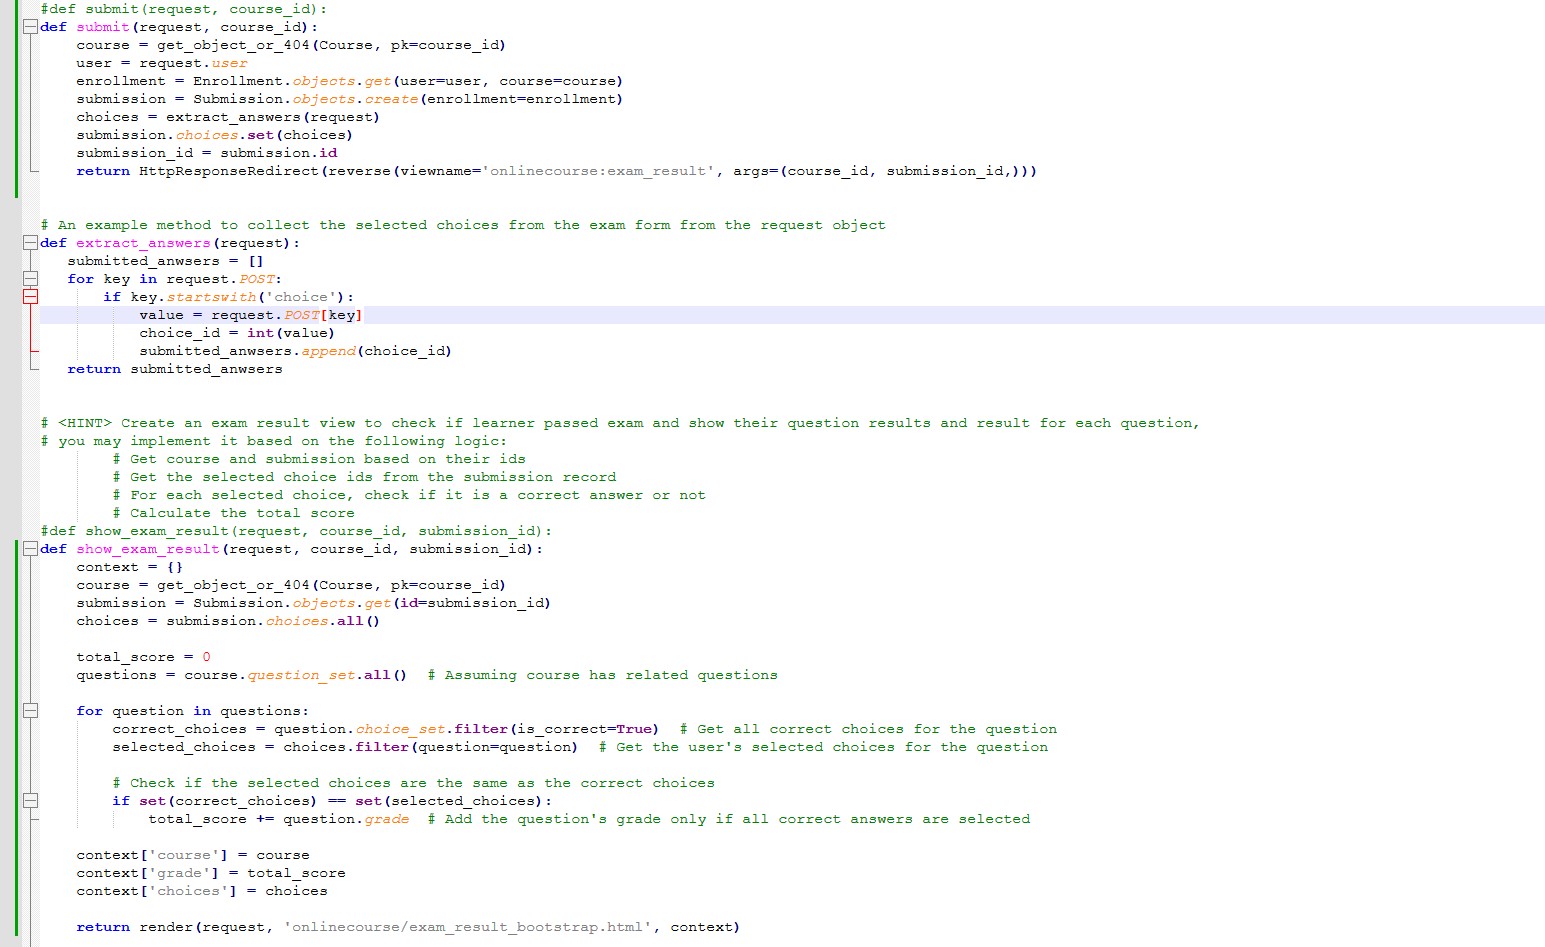 #def submit(request, course_id):
def submit(request, course_id):
    course = get_object_or_404(Course, pk=course_id)
    user = request.user
    enrollment = Enrollment.objects.get(user=user, course=course)
    submission = Submission.objects.create(enrollment=enrollment)
    choices = extract_answers(request)
    submission.choices.set(choices)
    submission_id = submission.id
    return HttpResponseRedirect(reverse(viewname='onlinecourse:exam_result', args=(course_id, submission_id,)))
# An example method to collect the selected choices from the exam form from the request object
def extract_answers(request):
   submitted_anwsers = []
   for key in request.POST:
       if key.startswith('choice'):
           value = request.POST[key]
           choice_id = int(value)
           submitted_anwsers.append(choice_id)
   return submitted_anwsers
# <HINT> Create an exam result view to check if learner passed exam and show their question results and result for each question,
# you may implement it based on the following logic:
        # Get course and submission based on their ids
        # Get the selected choice ids from the submission record
        # For each selected choice, check if it is a correct answer or not
        # Calculate the total score
#def show_exam_result(request, course_id, submission_id):
def show_exam_result(request, course_id, submission_id):
    context = {}
    course = get_object_or_404(Course, pk=course_id)
    submission = Submission.objects.get(id=submission_id)
    choices = submission.choices.all()
    total_score = 0
    questions = course.question_set.all()  # Assuming course has related questions
    for question in questions:
        correct_choices = question.choice_set.filter(is_correct=True)  # Get all correct choices for the question
        selected_choices = choices.filter(question=question)  # Get the user's selected choices for the question
        # Check if the selected choices are the same as the correct choices
        if set(correct_choices) == set(selected_choices):
            total_score += question.grade  # Add the question's grade only if all correct answers are selected
    context['course'] = course
    context['grade'] = total_score
    context['choices'] = choices
    return render(request, 'onlinecourse/exam_result_bootstrap.html', context)